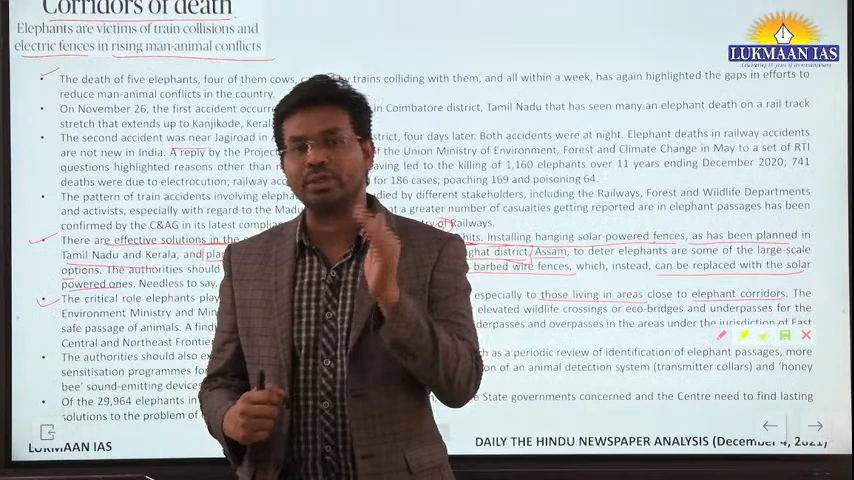 Corridors of death
Elephants are victims of train collisions and
electric fences in rising man-animal conflicts
LUKMAAN IAS
The death of five elephants, four of them cows, by trains colliding with them, and all within a week, has again highlighted the gaps in efforts to
reduce man-animal conflicts in the country.
On November 26, the first accident in Coimbatore district, Tamil Nadu that has seen many an elephant death on a rail track
stretch that extends up to Kanjikode,
The second accident was near Jagiroad in district, four days later. Both accidents were at night. Elephant deaths in railway accidents
are not new in India. A reply by the of the Union Ministry of Environment, Forest and Climate Change in May to a set of RTI
questions highlighted reasons other than led to the killing of 1,160 elephants over 11 years ending December 2020; 741
deaths were due to electrocution; railway for 186 cases; poaching 169 and poisoning 64.
The pattern of train accidents involving by different stakeholders, including the Railways, Forest and Wildlife Departments
and activists, especially with regard to the that a greater number of casualties getting reported are in elephant passages has been
confirmed by the C&AG in its latest of Railways.
There are effective solutions in the hits. Installing hanging solar-powered fences, as has been planned in
Tamil Nadu and Kerala, and district, Assam, to deter elephants are some of the large-scale
options. The authorities should barbed wire fences, which, instead, can be replaced with the solar
powered ones. Needless to say,
The critical role elephants play especially to those living in areas close to elephant corridors. The
Environment Ministry and elevated wildlife crossings or eco-bridges and underpasses for the
safe passage of animals. A underpasses and overpasses in the areas under the jurisdiction of East
Central and Northeast
The authorities should also as a periodic review of identification of elephant passages, more
sensitisation programmes of an animal detection system (transmitter collars) and 'honey
bee' sound-emitting
Of the 29,964 elephants in State governments concerned and the Centre need to find lasting
solutions to the problem of
LUKMAAN IAS
DAILY THE HINDU NEWSPAPER ANALYSIS (December 4, 2021)